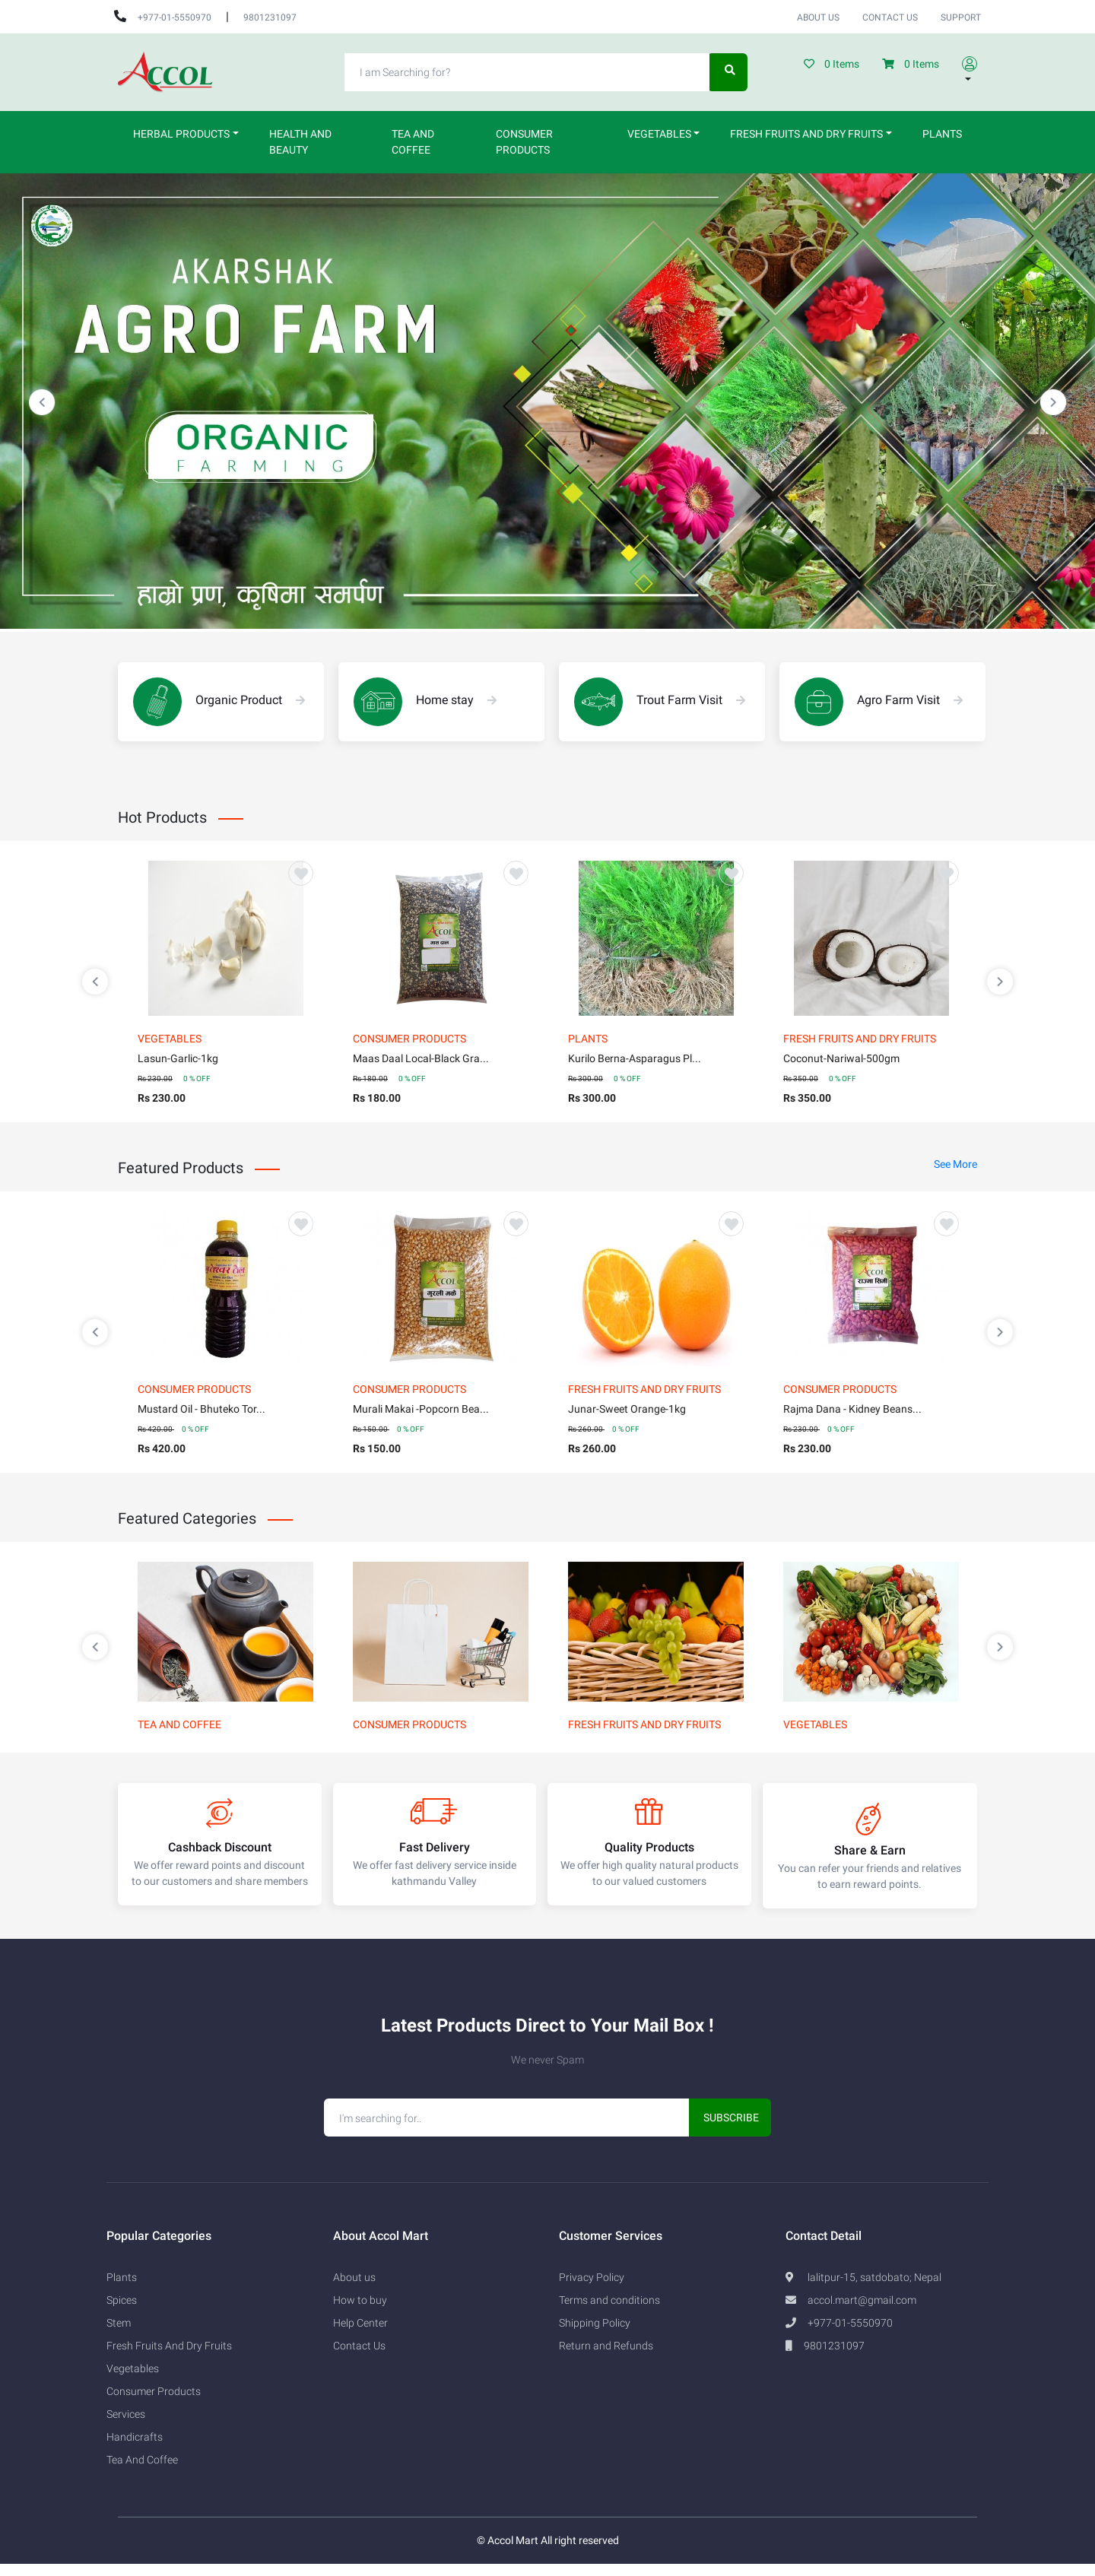 +977-01-5550970 | 9801231097
ABOUT US CONTACT US SUPPORT
ACCOL
I am Searching for?
0 Items 0 Items
HERBAL PRODUCTS HEALTH AND BEAUTY TEA AND COFFEE CONSUMER PRODUCTS VEGETABLES FRESH FRUITS AND DRY FRUITS PLANTS
AKARSHAK
AGRO FARM
ORGANIC
FARMING
हाम्रो प्रण, कृषिमा समर्पण
Organic Product Home stay Trout Farm Visit Agro Farm Visit
Hot Products
VEGETABLES
Lasun-Garlic-1kg
Rs 230.00 0 % OFF
Rs 230.00
CONSUMER PRODUCTS
Maas Daal Local-Black Gra...
Rs 180.00 0 % OFF
Rs 180.00
PLANTS
Kurilo Berna-Asparagus Pl...
Rs 300.00 0 % OFF
Rs 300.00
FRESH FRUITS AND DRY FRUITS
Coconut-Nariwal-500gm
Rs 350.00 0 % OFF
Rs 350.00
Featured Products
See More
CONSUMER PRODUCTS
Mustard Oil - Bhuteko Tor...
Rs 420.00 0 % OFF
Rs 420.00
ACCOL
मुरली मकै
CONSUMER PRODUCTS
Murali Makai -Popcorn Bea...
Rs 150.00 0 % OFF
Rs 150.00
FRESH FRUITS AND DRY FRUITS
Junar-Sweet Orange-1kg
Rs 260.00 0 % OFF
Rs 260.00
ACCOL
CONSUMER PRODUCTS
Rajma Dana - Kidney Beans...
Rs 230.00 0 % OFF
Rs 230.00
Featured Categories
TEA AND COFFEE CONSUMER PRODUCTS FRESH FRUITS AND DRY FRUITS VEGETABLES
Cashback Discount
We offer reward points and discount
to our customers and share members
Fast Delivery
We offer fast delivery service inside
kathmandu Valley
Quality Products
We offer high quality natural products
to our valued customers
Share & Earn
You can refer your friends and relatives
to earn reward points.
Latest Products Direct to Your Mail Box !
We never Spam
I'm searching for..
SUBSCRIBE
Popular Categories
Plants
Spices
Stem
Fresh Fruits And Dry Fruits
Vegetables
Consumer Products
Services
Handicrafts
Tea And Coffee
About Accol Mart
About us
How to buy
Help Center
Contact Us
Customer Services
Privacy Policy
Terms and conditions
Shipping Policy
Return and Refunds
Contact Detail
lalitpur-15, satdobato; Nepal
accol.mart@gmail.com
+977-01-5550970
9801231097
© Accol Mart All right reserved